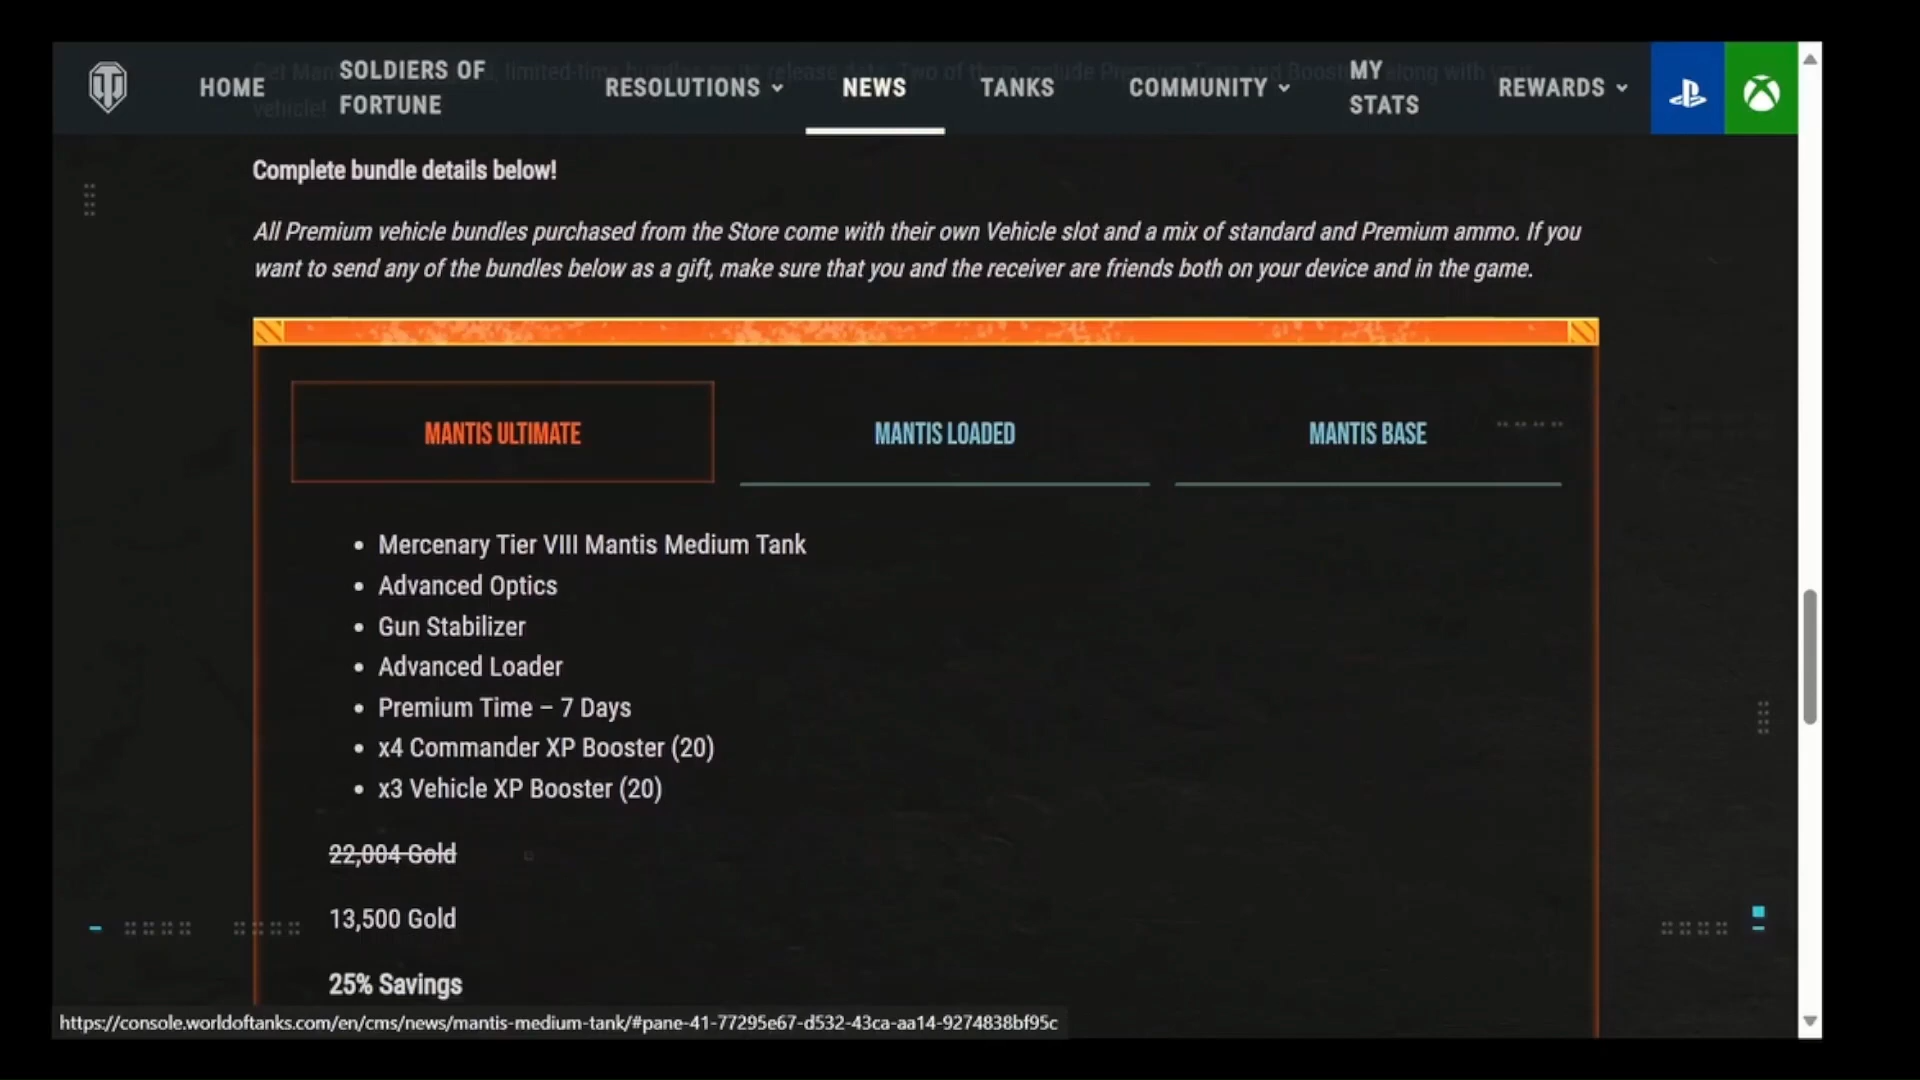 HOME
SOLDIERS OF
FORTUNE
RESOLUTIONS
NEWS
TANKS
COMMUNITY
MY
STATS
REWARDS
vehicle!
Complete bundle details below!
All Premium vehicle bundles purchased from the Store come with their own Vehicle slot and a mix of standard and Premium ammo. If you
want to send any of the bundles below as a gift, make sure that you and the receiver are friends both on your device and in the game.
MANTIS ULTIMATE
MANTIS LOADED
MANTIS BASE
• Mercenary Tier VIII Mantis Medium Tank
• Advanced Optics
• Gun Stabilizer
• Advanced Loader
• Premium Time – 7 Days
• x4 Commander XP Booster (20)
• x3 Vehicle XP Booster (20)
22,004 Gold
13,500 Gold
25% Savings
https://console.worldoftanks.com/en/cms/news/mantis-medium-tank/#pane-41-77295e67-d532-43ca-aa14-9274838bf95c